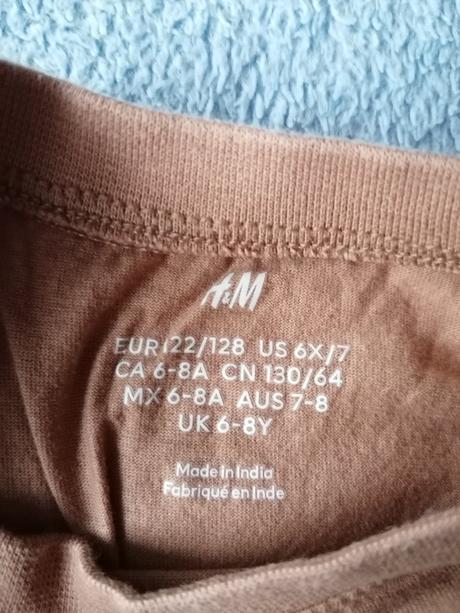 H&M
EUR 122/128 US 6X/7
CA 6-8A CN 130/64
MX 6-8A AUS 7-8
UK 6-8Y
Made in India
Fabriqué en Inde